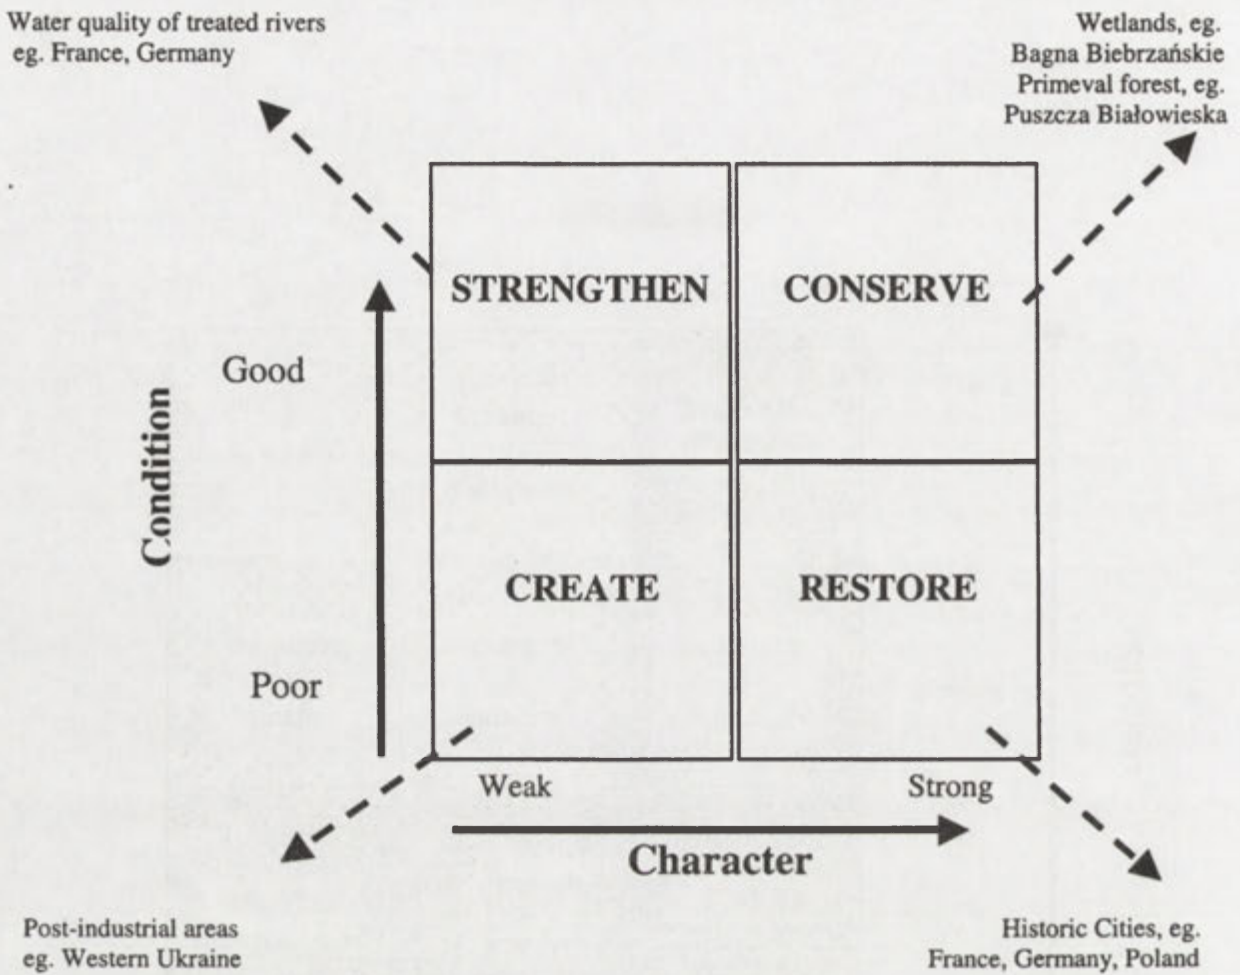 Water quality of treated rivers
eg. France, Germany
Wetlands, eg.
Bagna Biebrzańskie
Primeval forest, eg.
Puszcza Białowieska
STRENGTHEN
CONSERVE
Good
Condition
CREATE
RESTORE
Poor
Weak
Strong
Character
Post-industrial areas
eg. Western Ukraine
Historic Cities, eg.
France, Germany, Poland